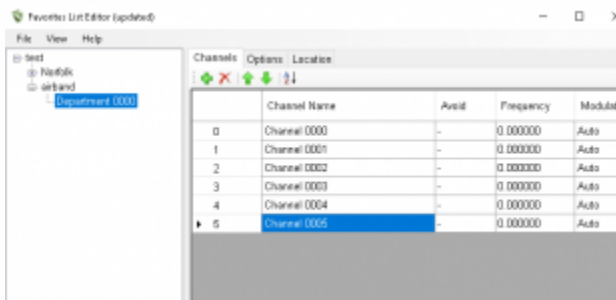 Favorites List Editor (updated)
File View Help
test
Norfolk
airband
Department 0000
Channels Options Location
Channel Name Avoid Frequency Modulat
0 Channel 0000 - 0.000000 Auto
1 Channel 0001 - 0.000000 Auto
2 Channel 0002 - 0.000000 Auto
3 Channel 0003 - 0.000000 Auto
4 Channel 0004 - 0.000000 Auto
5 Channel 0005 - 0.000000 Auto